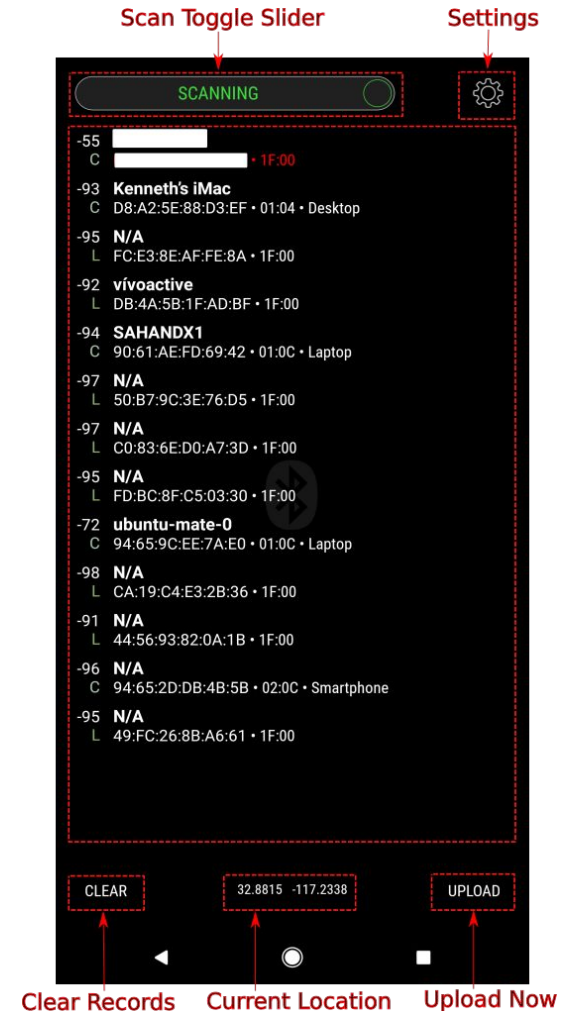 Scan Toggle Slider
Settings
SCANNING
-55
C • 1F:00
-93 Kenneth's iMac
C D8:A2:5E:88:D3:EF • 01:04 • Desktop
-95 N/A
L FC:E3:8E:AF:FE:8A • 1F:00
-92 vívoactive
L DB:4A:5B:1F:AD:BF • 1F:00
-94 SAHANDX1
C 90:61:AE:FD:69:42 • 01:0C • Laptop
-97 N/A
L 50:B7:9C:3E:76:D5 • 1F:00
-97 N/A
L C0:83:6E:D0:A7:3D • 1F:00
-95 N/A
L FD:BC:8F:C5:03:30 • 1F:00
-72 ubuntu-mate-0
C 94:65:9C:EE:7A:E0 • 01:0C • Laptop
-98 N/A
L CA:19:C4:E3:2B:36 • 1F:00
-91 N/A
L 44:56:93:82:0A:1B • 1F:00
-96 N/A
C 94:65:2D:DB:4B:5B • 02:0C • Smartphone
-95 N/A
L 49:FC:26:8B:A6:61 • 1F:00
CLEAR
32.8815 -117.2338
UPLOAD
Clear Records
Current Location
Upload Now